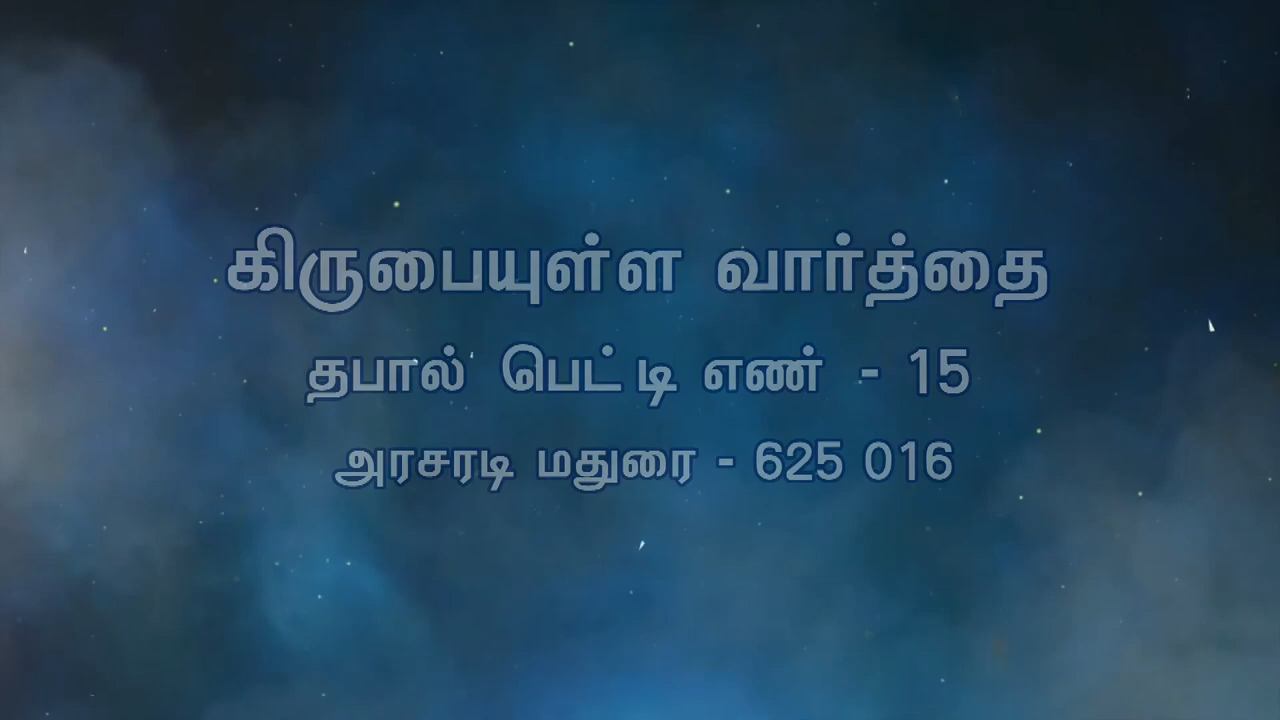 கிருபையுள்ள வார்த்தை
தபால் பெட்டி எண் - 15
அரசரடி மதுரை - 625 016